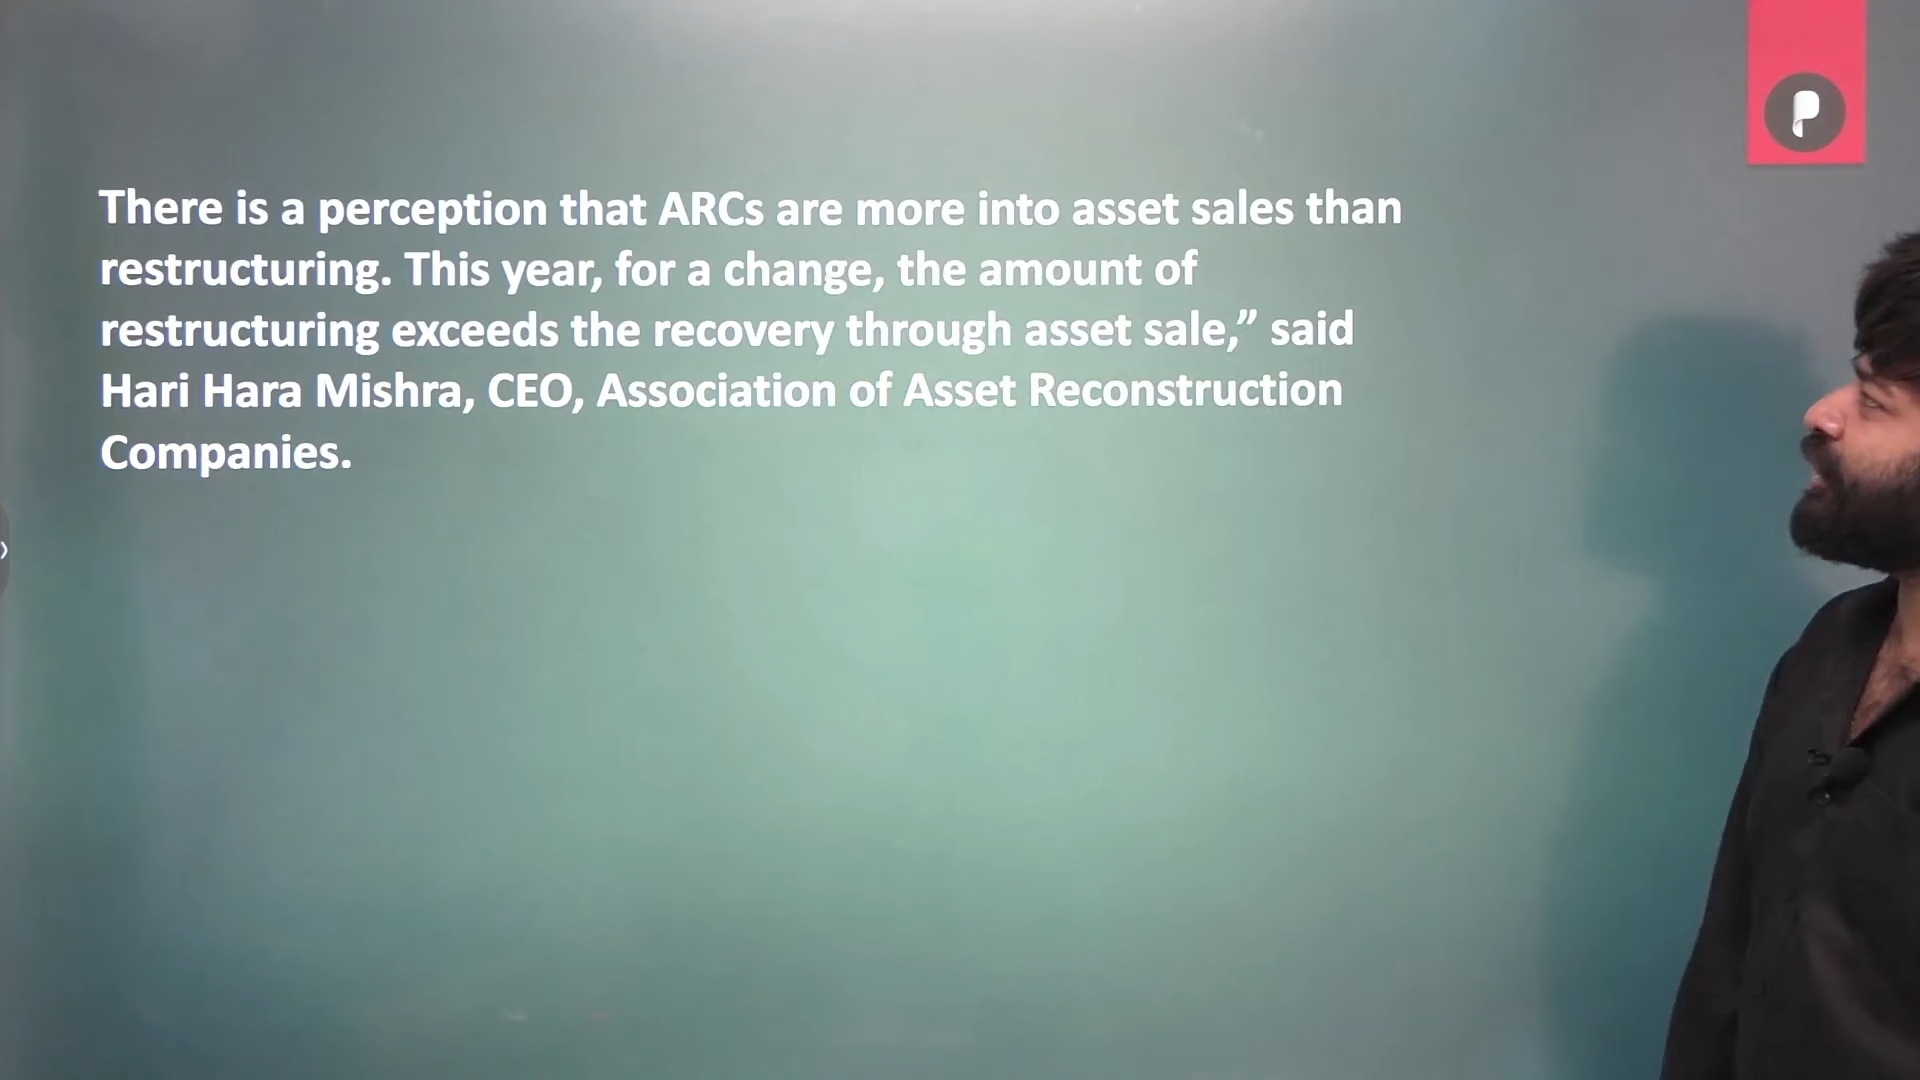 There is a perception that ARCs are more into asset sales than
restructuring. This year, for a change, the amount of
restructuring exceeds the recovery through asset sale,” said
Hari Hara Mishra, CEO, Association of Asset Reconstruction
Companies.